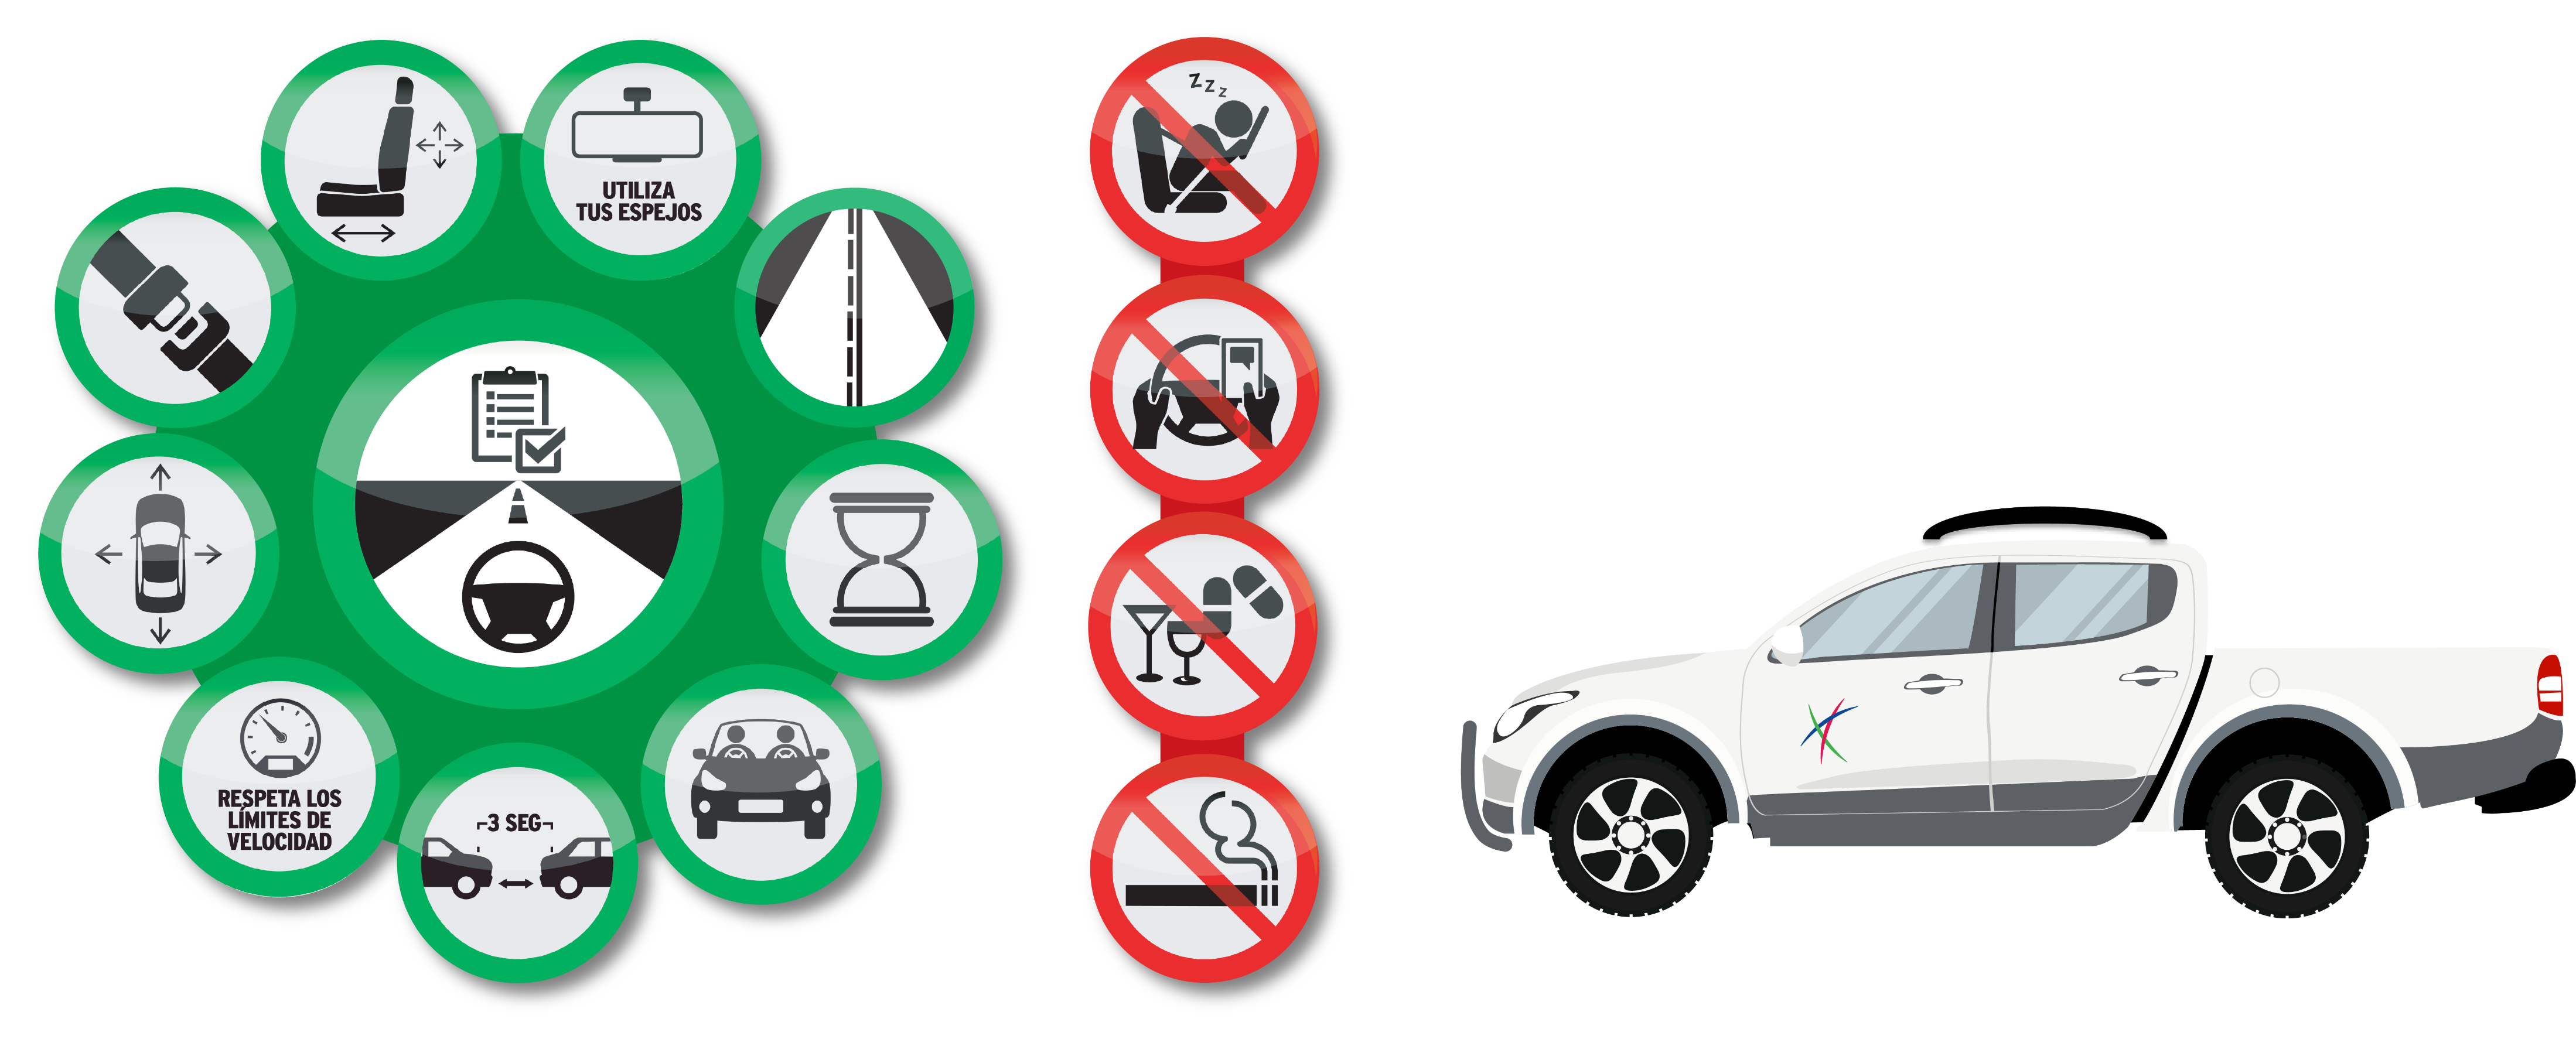 UTILIZA
TUS ESPEJOS
z z z
RESPETA LOS
LÍMITES DE
VELOCIDAD
3 SEG